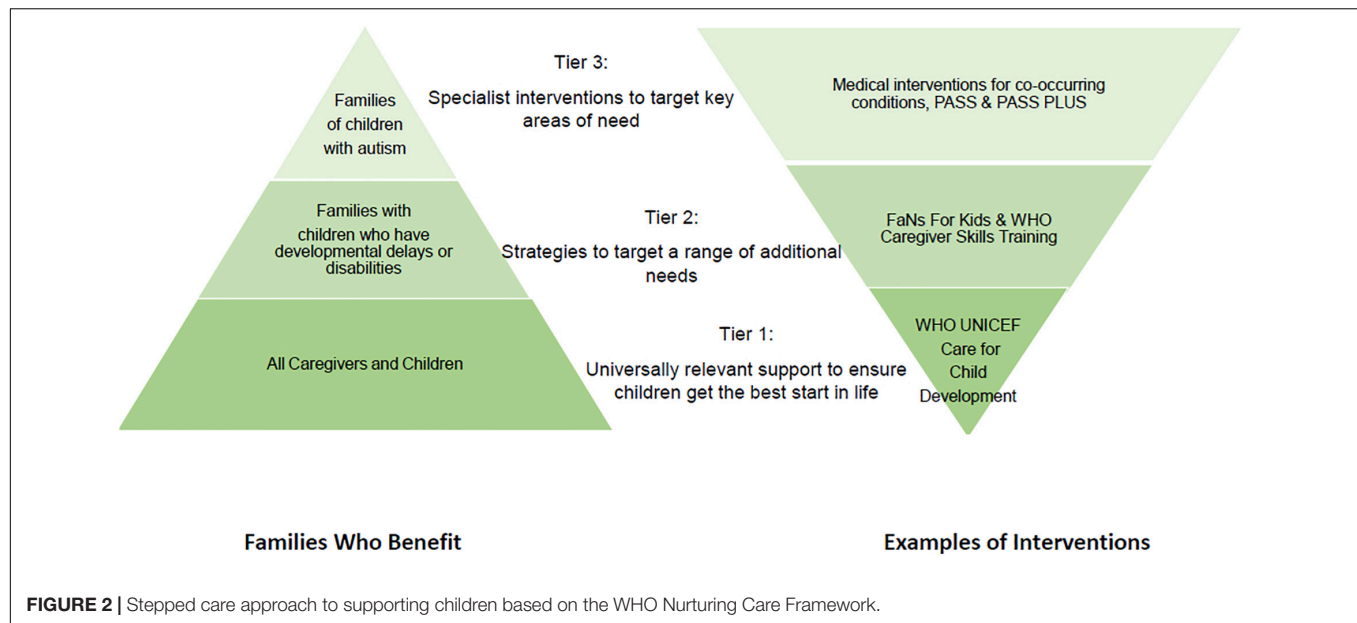 Families
of children
with autism
Tier 3:
Specialist interventions to target key
areas of need
Medical interventions for co-occurring
conditions, PASS & PASS PLUS
Families with
children who have
developmental delays or
disabilities
Tier 2:
Strategies to target a range of additional
needs
FaNs For Kids & WHO
Caregiver Skills Training
All Caregivers and Children
Tier 1:
Universally relevant support to ensure
children get the best start in life
WHO UNICEF
Care for
Child
Development
Families Who Benefit
Examples of Interventions
FIGURE 2 | Stepped care approach to supporting children based on the WHO Nurturing Care Framework.